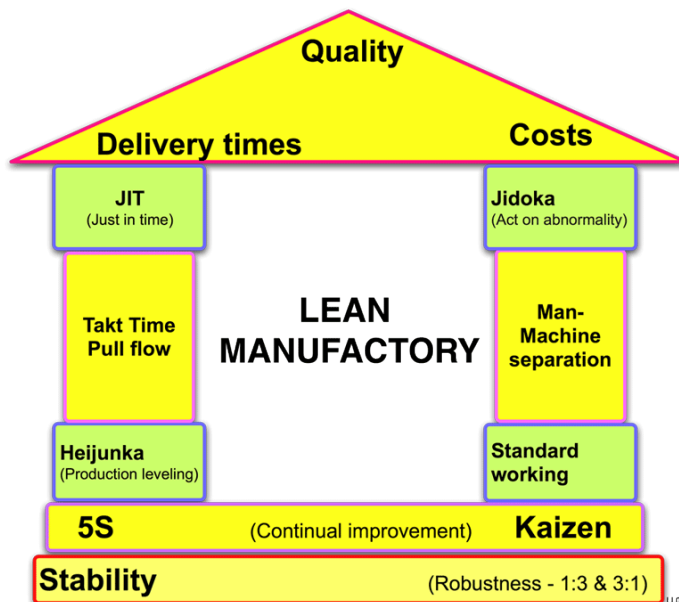 Quality
Delivery times
Costs
JIT
(Just in time)
Jidoka
(Act on abnormality)
Takt Time
Pull flow
LEAN
MANUFACTORY
Man-
Machine
separation
Heijunka
(Production leveling)
Standard
working
5S (Continual improvement) Kaizen
Stability (Robustness - 1:3 & 3:1)